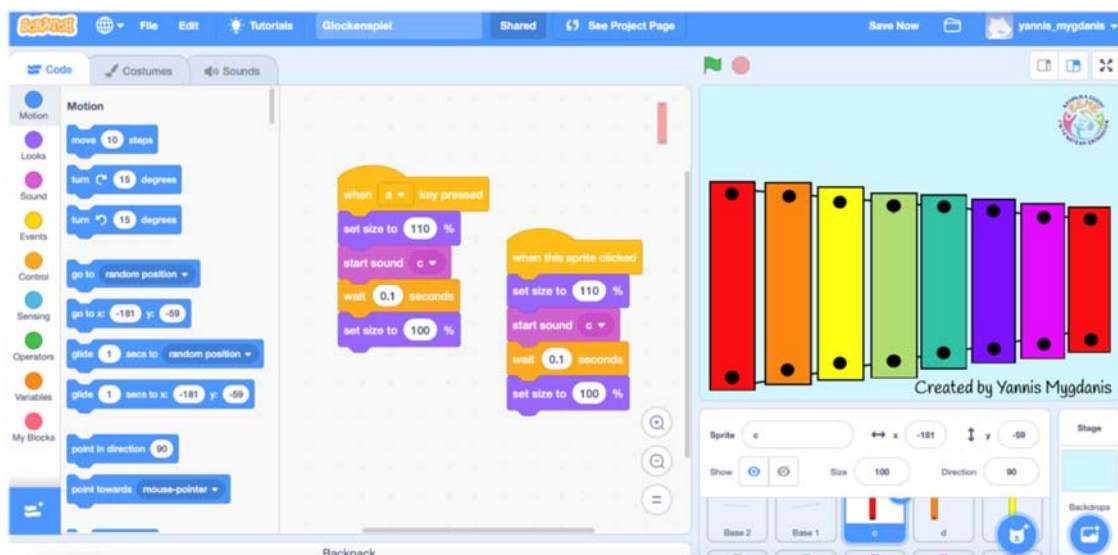 SCRATCH File Edit Tutorials Glockenspiel Shared See Project Page Save Now yannis_mygdanis
Code Costumes Sounds
Motion
Looks
Sound
Events
Control
Sensing
Operators
Variables
My Blocks
Motion
move 10 steps
turn 15 degrees
turn 15 degrees
go to random position
go to x: -181 y: -59
glide 1 secs to random position
glide 1 secs to x: -181 y: -59
point in direction 90
point towards mouse-pointer
when a key pressed
set size to 110 %
start sound c
wait 0.1 seconds
set size to 100 %
when this sprite clicked
set size to 110 %
start sound c
wait 0.1 seconds
set size to 100 %
Backpack
Created by Yannis Mygdanis
Sprite c x -181 y -59
Show Size 100 Direction 90
Base 2 Base 1 c d
Stage
Backdrops